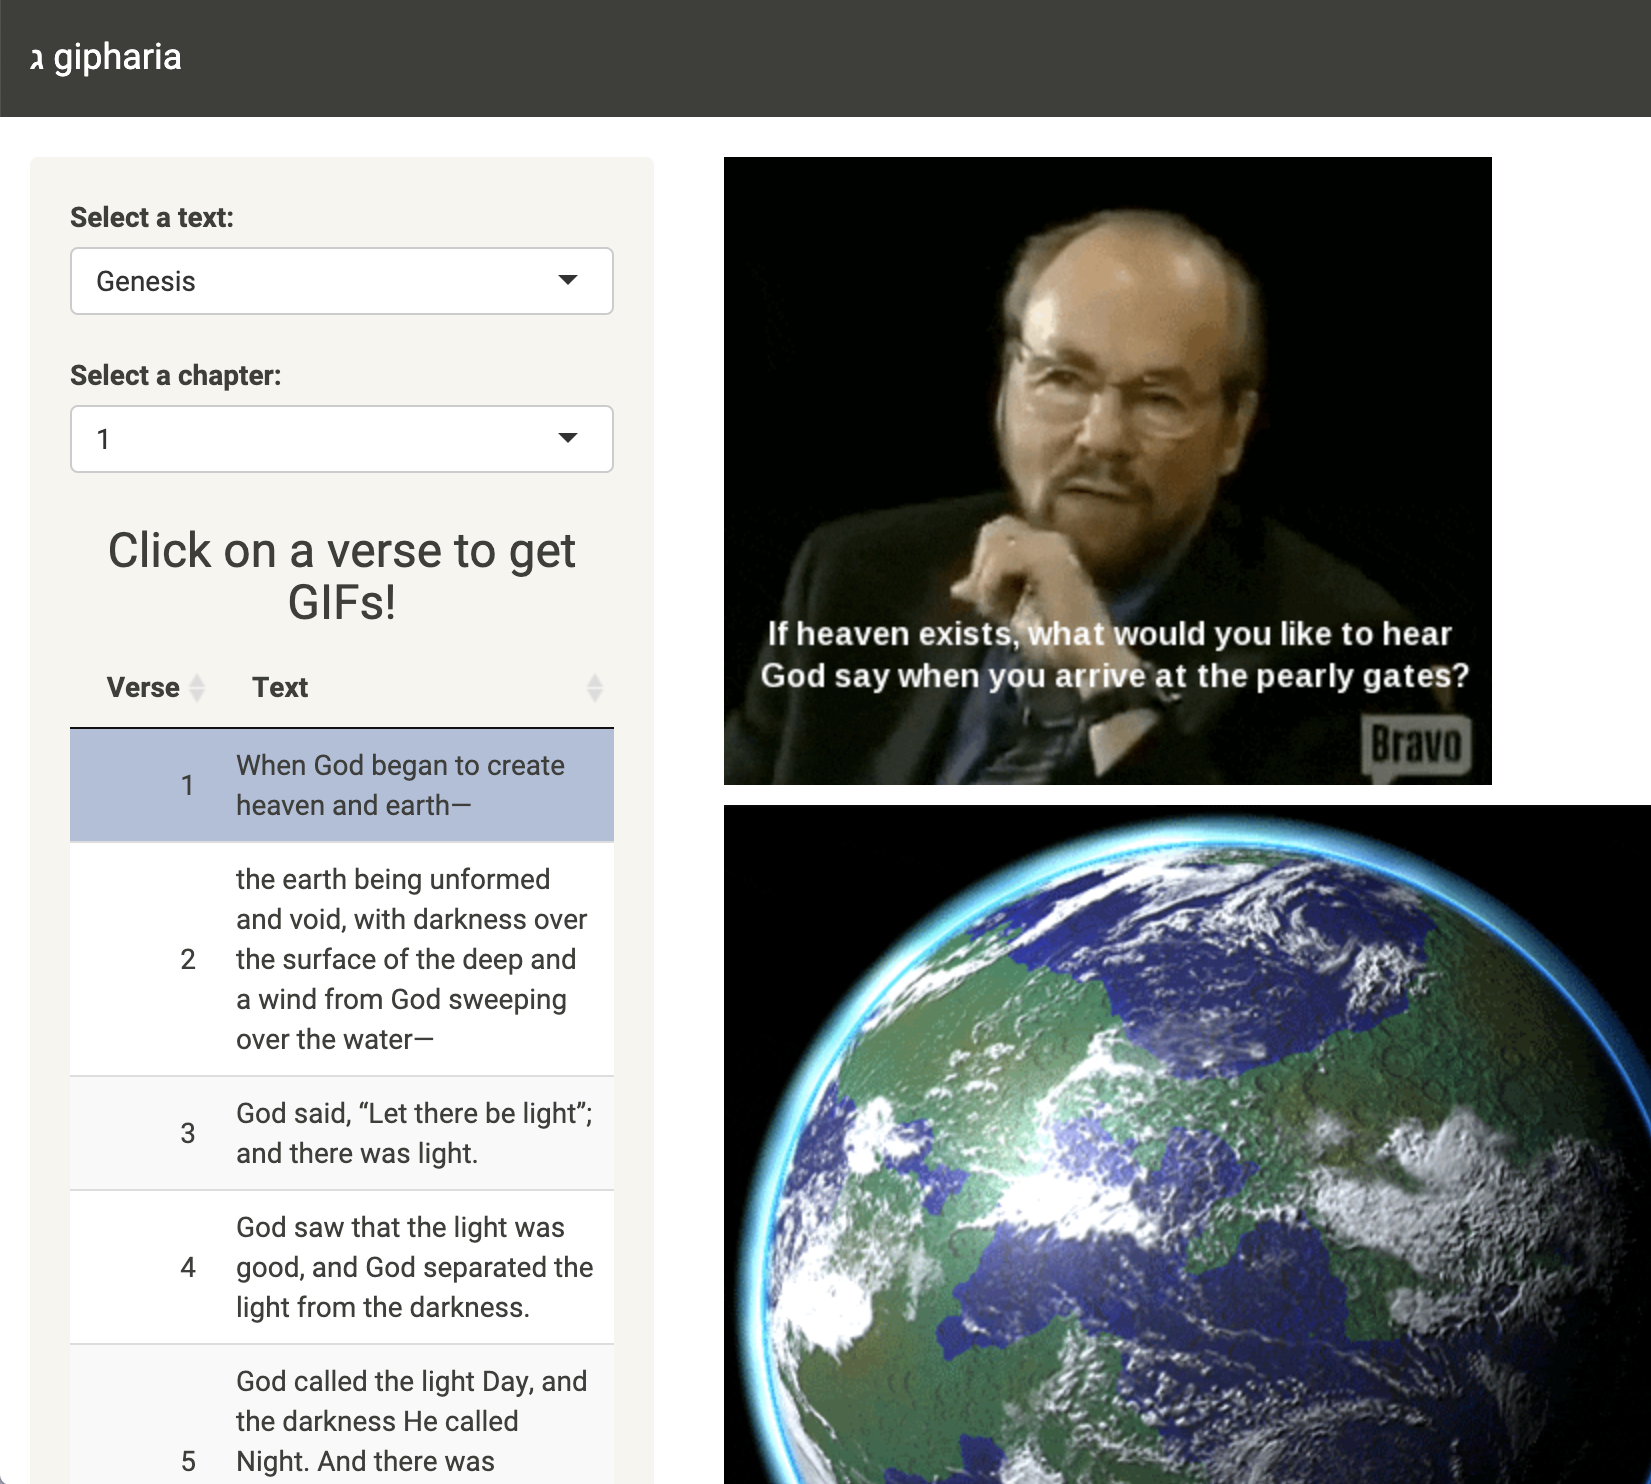 ג gipharia
Select a text:
Genesis
Select a chapter:
1
Click on a verse to get
GIFs!
Verse Text
1 When God began to create
heaven and earth—
2 the earth being unformed
and void, with darkness over
the surface of the deep and
a wind from God sweeping
over the water—
3 God said, “Let there be light”;
and there was light.
4 God saw that the light was
good, and God separated the
light from the darkness.
5 God called the light Day, and
the darkness He called
Night. And there was
If heaven exists, what would you like to hear
God say when you arrive at the pearly gates?
Bravo